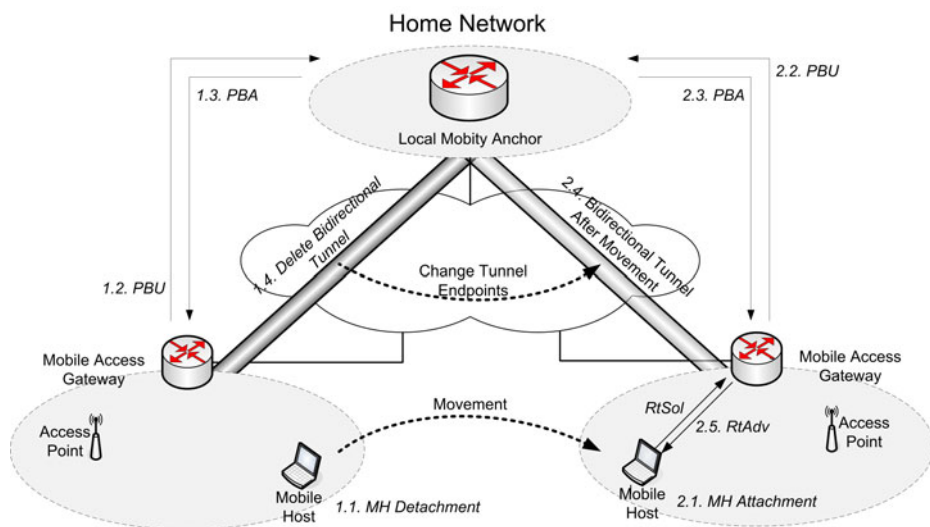 Home Network
1.3. PBA
2.3. PBA
2.2. PBU
Local Mobity Anchor
1.4. Delete Bidirectional
Tunnel
2.4. Bidirectional Tunnel
After Movement
Change Tunnel
Endpoints
1.2. PBU
Mobile Access
Gateway
Mobile Access
Gateway
Access
Point
Movement
RtSol
2.5. RtAdv
Access
Point
Mobile
Host
1.1. MH Detachment
Mobile
Host
2.1. MH Attachment